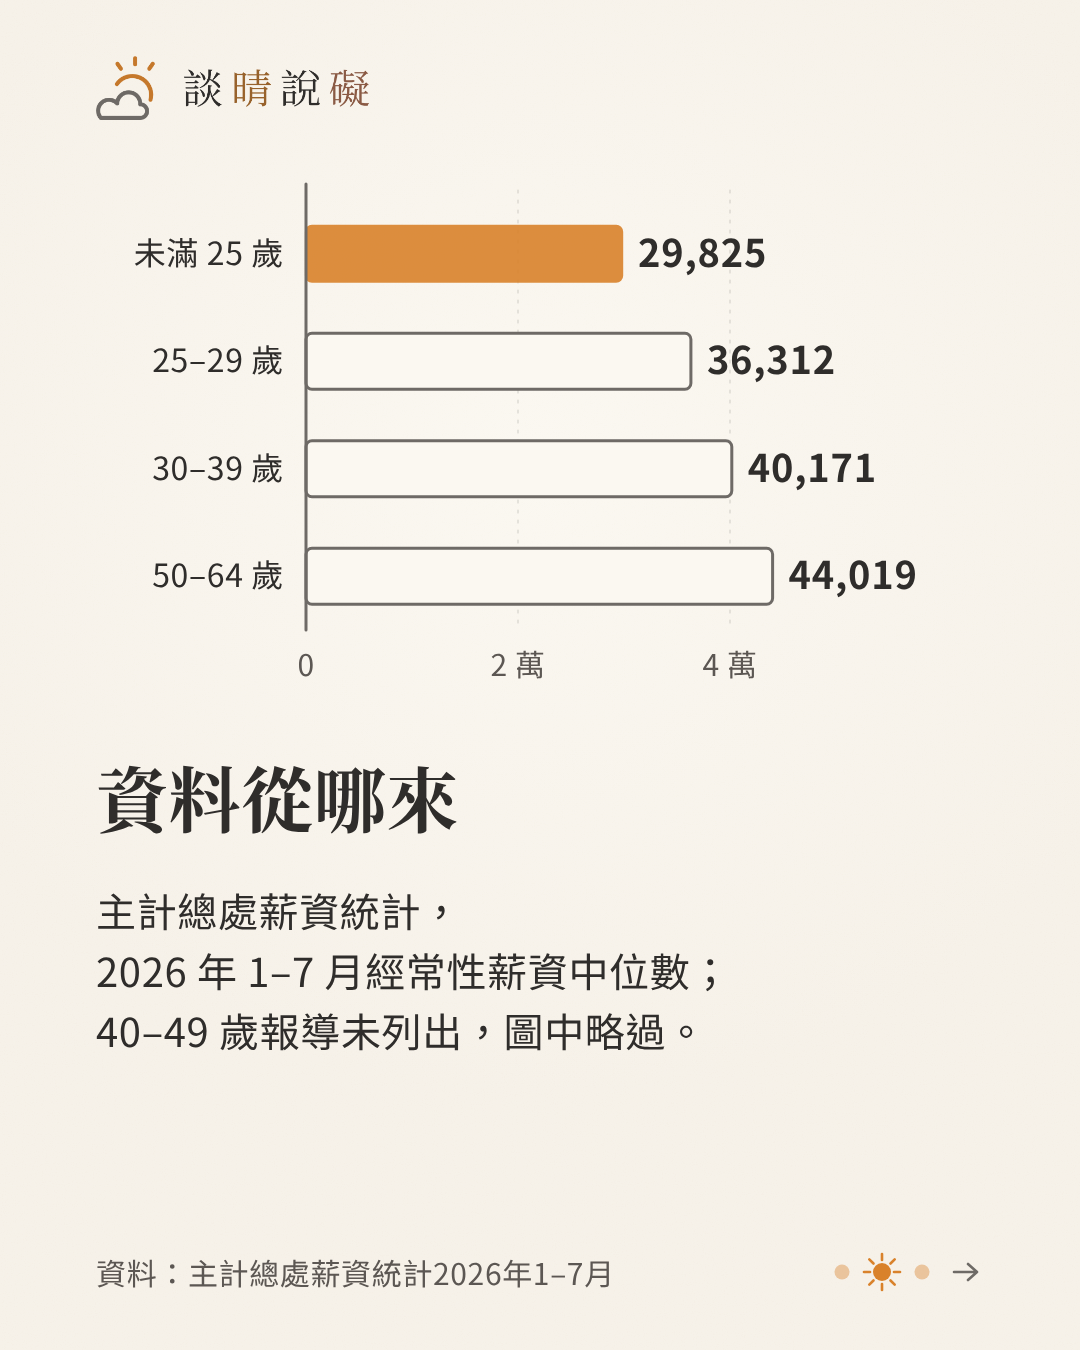 談晴說礙
未滿 25 歲 29,825
25–29 歲 36,312
30–39 歲 40,171
50–64 歲 44,019
0 2 萬 4 萬
資料從哪來
主計總處薪資統計，
2026 年 1–7 月經常性薪資中位數；
40–49 歲報導未列出，圖中略過。
資料：主計總處薪資統計2026年1–7月